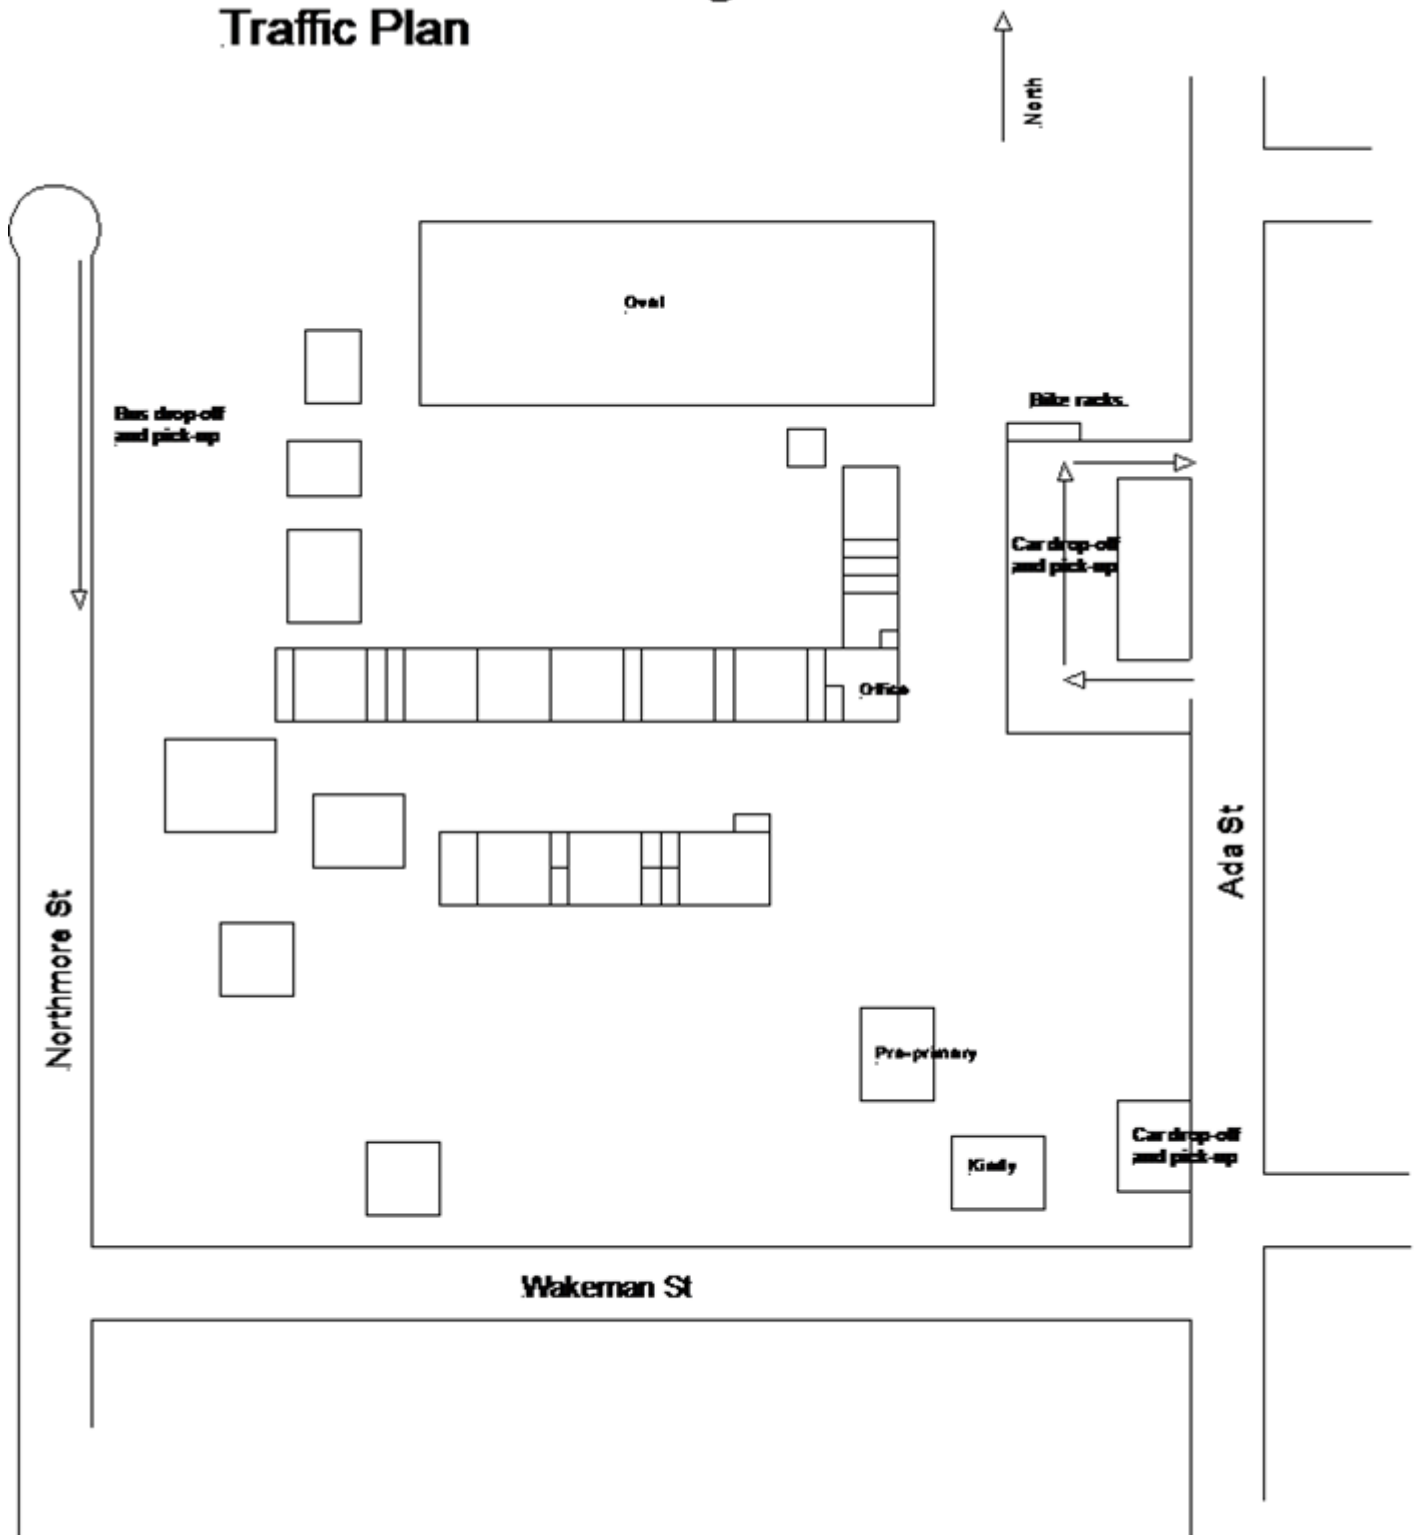 Traffic Plan
North
Oval
Bike racks.
Bus drop-off
and pick-up
Car drop-off
and pick-up
Office
Ada St
Northmore St
Pre-primary
Car drop-off
and pick-up
Kindy
Wakeman St